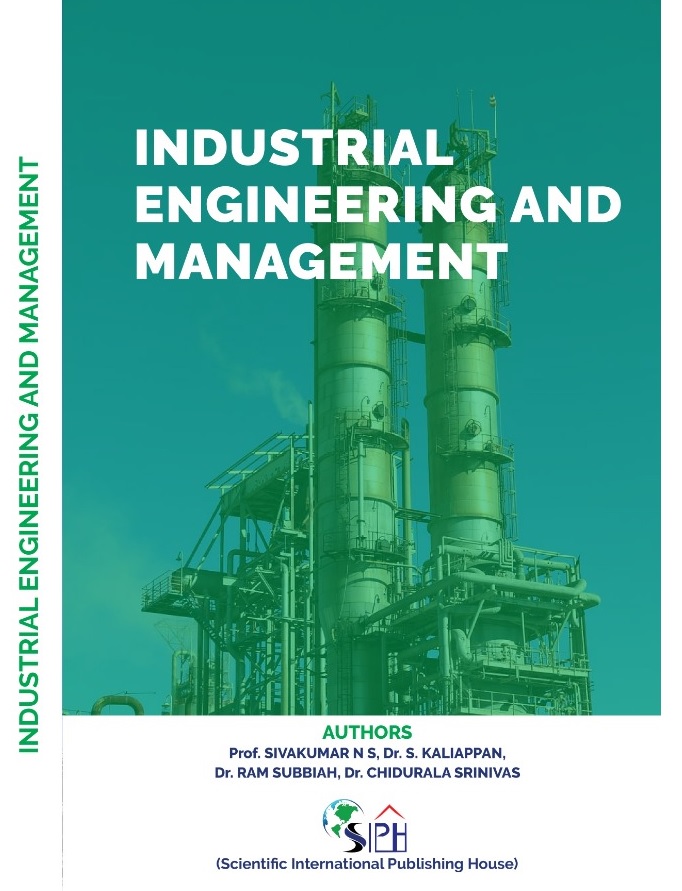 INDUSTRIAL ENGINEERING AND MANAGEMENT
INDUSTRIAL
ENGINEERING AND
MANAGEMENT
AUTHORS
Prof. SIVAKUMAR N S, Dr. S. KALIAPPAN,
Dr. RAM SUBBIAH, Dr. CHIDURALA SRINIVAS
SIPH
(Scientific International Publishing House)